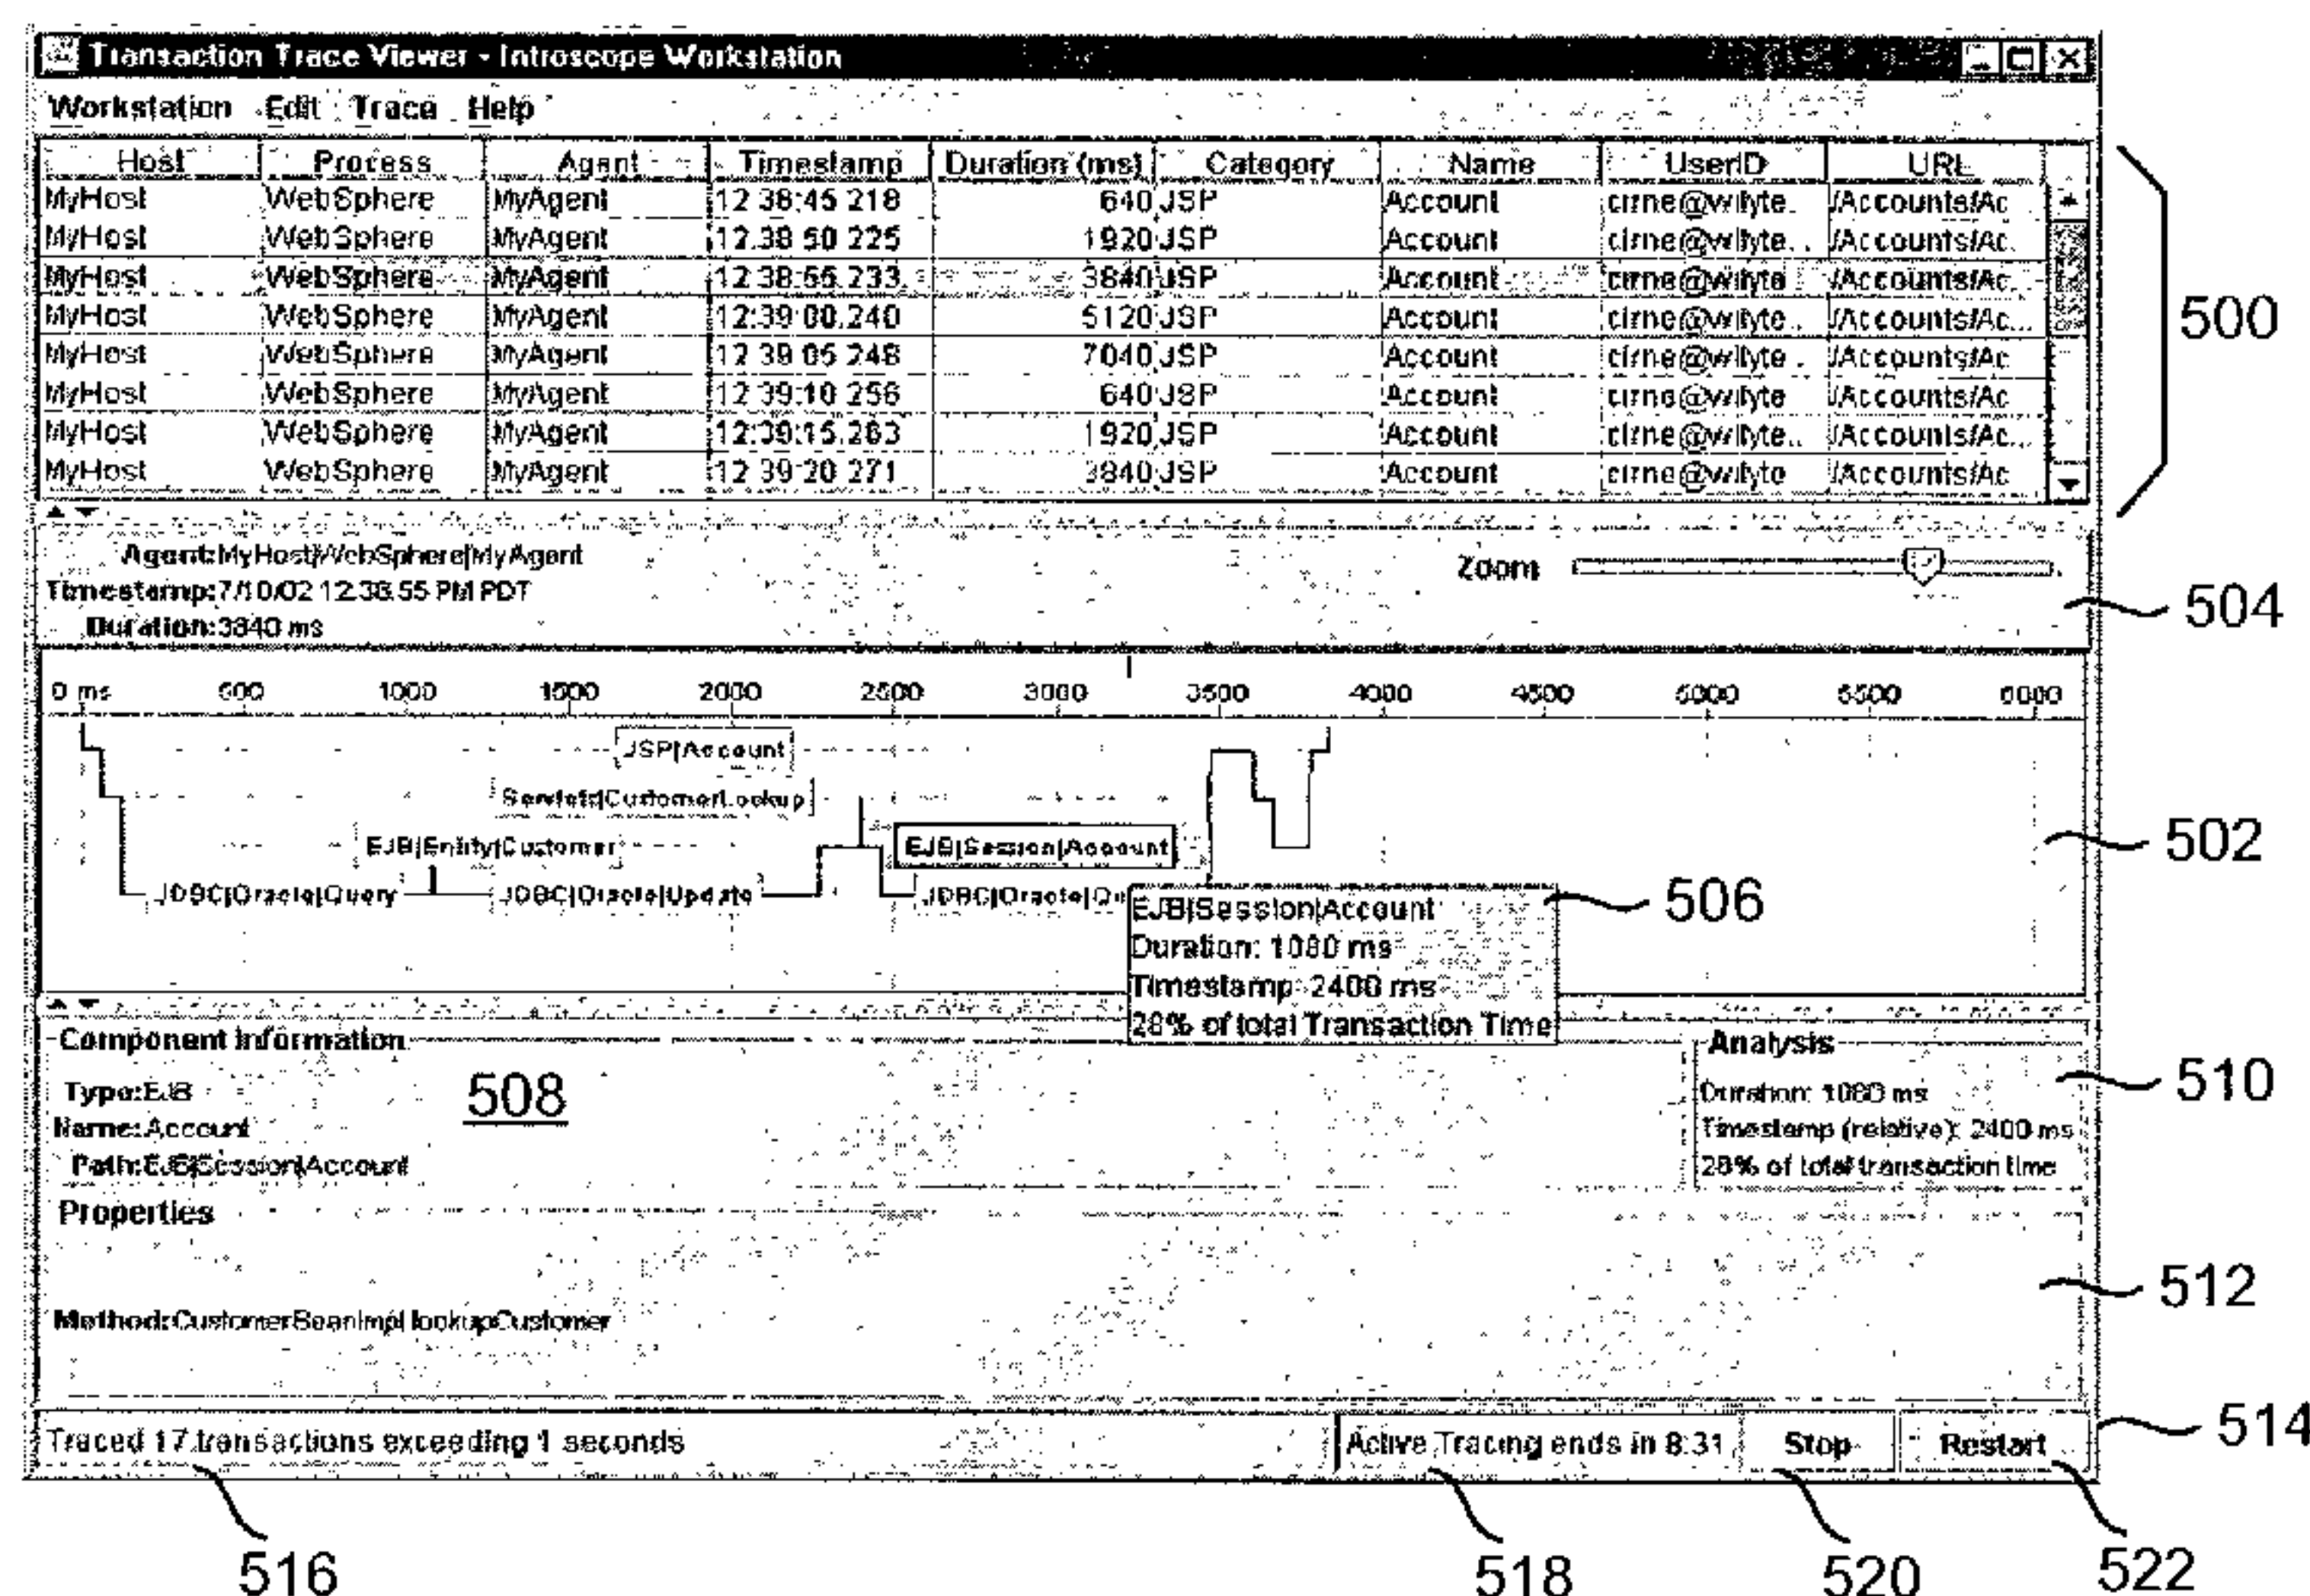 Transaction Trace Viewer - Introscope Workstation
Workstation Edit Trace Help
Host Process Agent Timestamp Duration (ms) Category Name UserID URL
MyHost WebSphere MyAgent 12:38:45.218 640 JSP Account cirne@wilyte.. /Accounts/Ac...
MyHost WebSphere MyAgent 12:38:50.225 1920 JSP Account cirne@wilyte.. /Accounts/Ac...
MyHost WebSphere MyAgent 12:38:55.233 3840 JSP Account cirne@wilyte.. /Accounts/Ac...
MyHost WebSphere MyAgent 12:39:00.240 5120 JSP Account cirne@wilyte.. /Accounts/Ac...
MyHost WebSphere MyAgent 12:39:05.248 7040 JSP Account cirne@wilyte.. /Accounts/Ac...
MyHost WebSphere MyAgent 12:39:10.256 640 JSP Account cirne@wilyte.. /Accounts/Ac...
MyHost WebSphere MyAgent 12:39:15.263 1920 JSP Account cirne@wilyte.. /Accounts/Ac...
MyHost WebSphere MyAgent 12:39:20.271 3840 JSP Account cirne@wilyte.. /Accounts/Ac...
500
Agent:MyHost|WebSphere|MyAgent
Zoom
Timestamp:7/10/02 12:38:55 PM PDT
504
Duration:3840 ms
0 ms 500 1000 1500 2000 2500 3000 3500 4000 4500 5000 5500 6000
JSP|Account
Servlets|CustomerLookup
EJB|Entity|Customer EJB|Session|Account
502
JDBC|Oracle|Query JDBC|Oracle|Update JDBC|Oracle|Qu
EJB|Session|Account
506
Duration: 1080 ms
Timestamp: 2400 ms
28% of total Transaction Time
Component Information
Type:EJB
Name:Account
Path:EJB|Session|Account
508
Analysis
Duration: 1080 ms
Timestamp (relative): 2400 ms
28% of total transaction time
510
Properties
Method:CustomerBeanImpl lookupCustomer
512
Traced 17 transactions exceeding 1 seconds Active Tracing ends in 8:31 Stop Restart
514
516 518 520 522